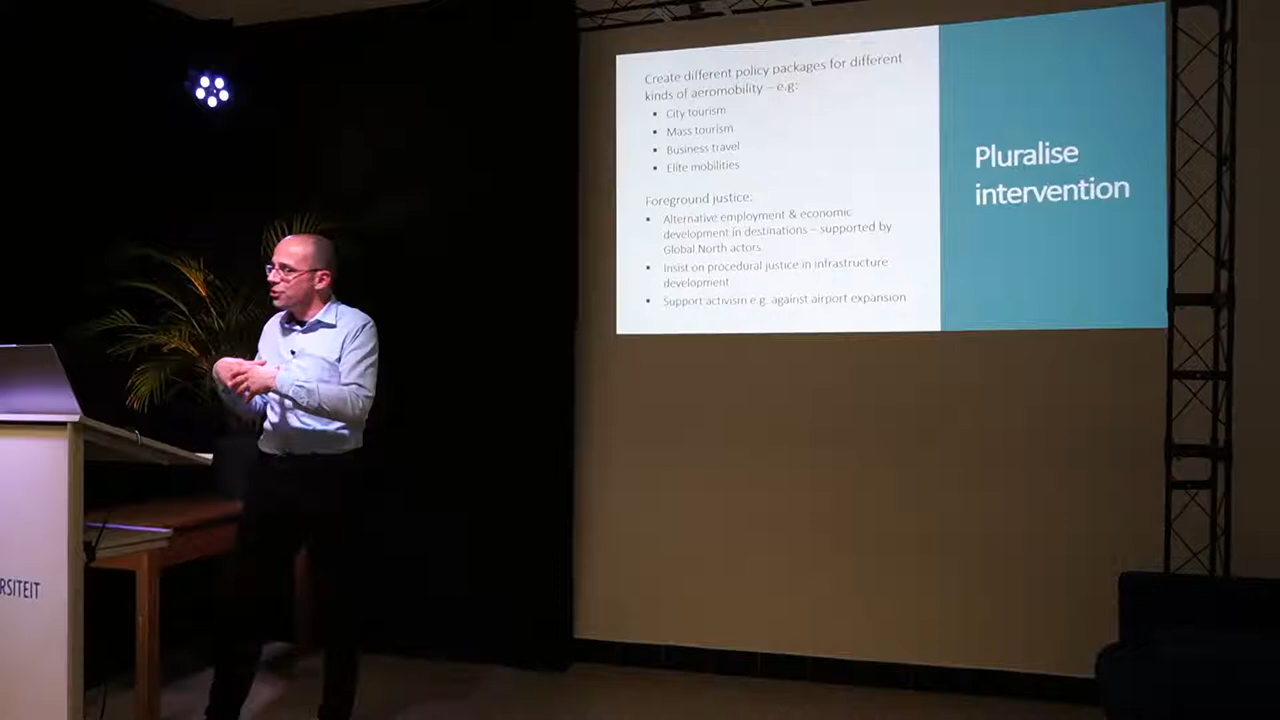 Create different policy packages for different
kinds of aeromobility – e.g:
▪ City tourism
▪ Mass tourism
▪ Business travel
▪ Elite mobilities
Foreground justice:
▪ Alternative employment & economic
development in destinations – supported by
Global North actors
▪ Insist on procedural justice in infrastructure
development
▪ Support activism e.g. against airport expansion
Pluralise
intervention
RSITEIT